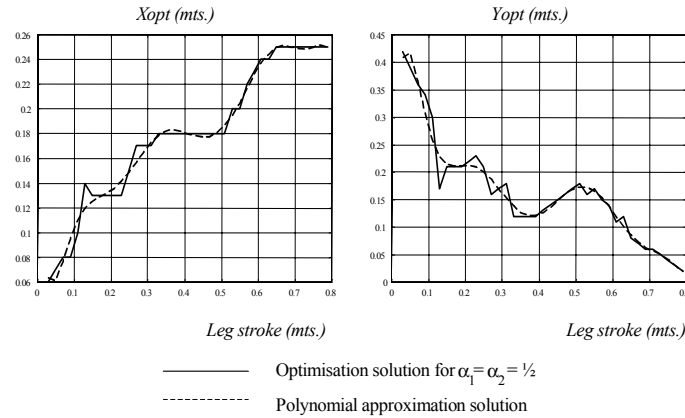 Xopt (mts.)
Yopt (mts.)
0.26
0.24
0.22
0.2
0.18
0.16
0.14
0.12
0.1
0.08
0.06
0 0.1 0.2 0.3 0.4 0.5 0.6 0.7 0.8
0.45
0.4
0.35
0.3
0.25
0.2
0.15
0.1
0.05
0
0 0.1 0.2 0.3 0.4 0.5 0.6 0.7 0.8
Leg stroke (mts.)
Leg stroke (mts.)
Optimisation solution for α1= α2 = ½
Polynomial approximation solution